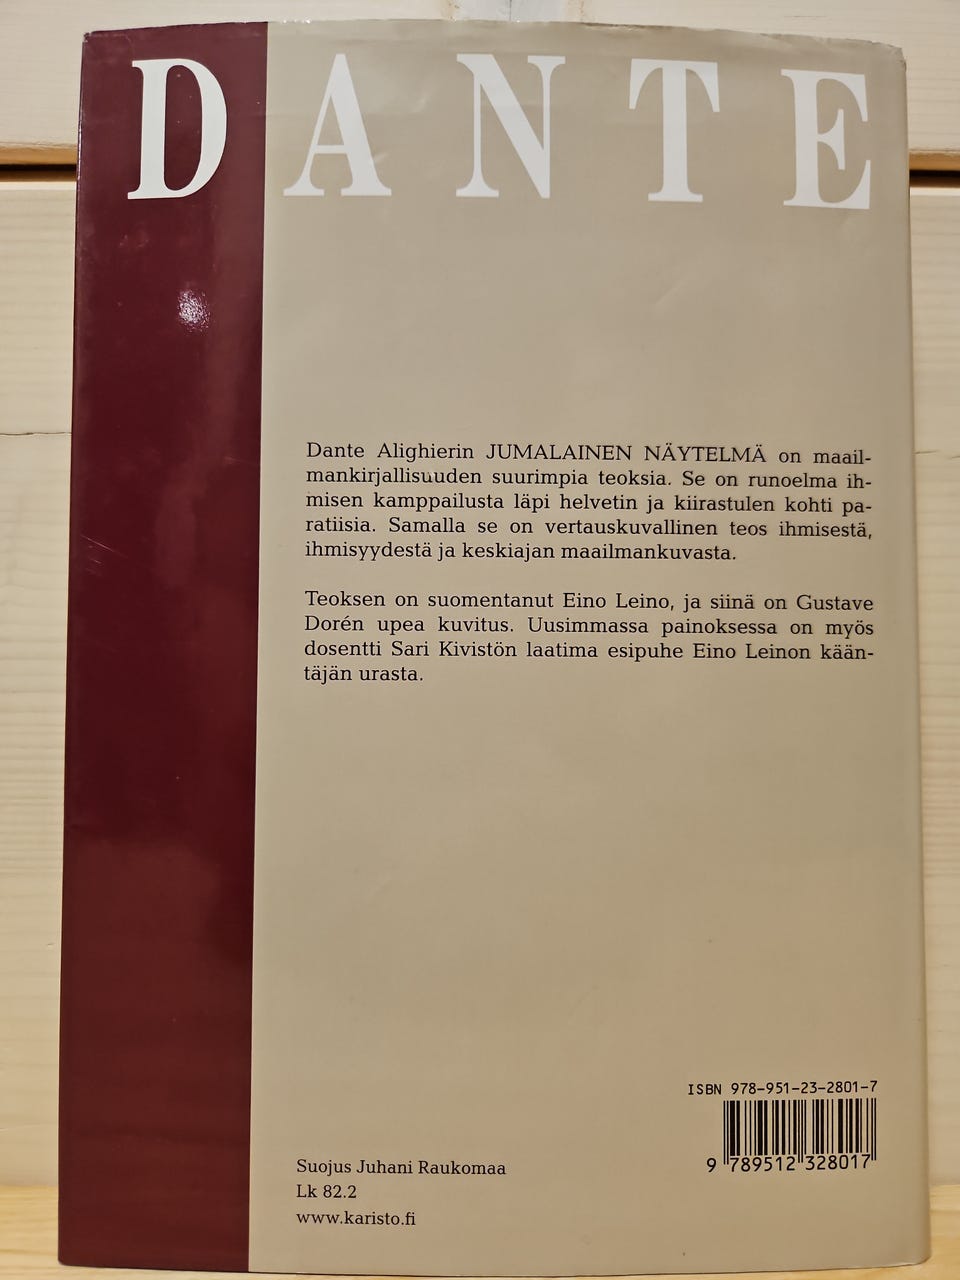 DANTE
Dante Alighierin JUMALAINEN NÄYTELMÄ on maail-
mankirjallisuuden suurimpia teoksia. Se on runoelma ih-
misen kamppailusta läpi helvetin ja kiirastulen kohti pa-
ratiisia. Samalla se on vertauskuvallinen teos ihmisestä,
ihmisyydestä ja keskiajan maailmankuvasta.
Teoksen on suomentanut Eino Leino, ja siinä on Gustave
Dorén upea kuvitus. Uusimmassa painoksessa on myös
dosentti Sari Kivistön laatima esipuhe Eino Leinon kään-
täjän urasta.
ISBN 978-951-23-2801-7
9 789512 328017
Suojus Juhani Raukomaa
Lk 82.2
www.karisto.fi